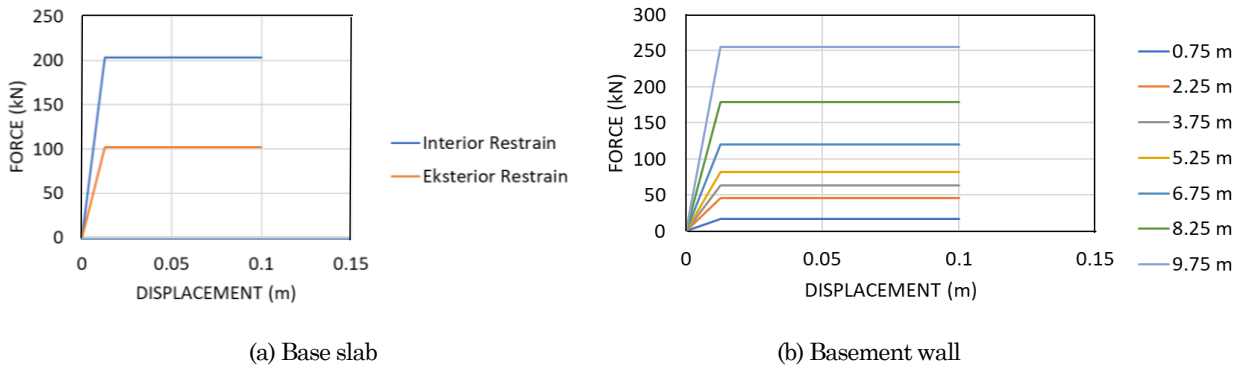 250
200
150
100
50
0
FORCE (kN)
0 0.05 0.1 0.15
DISPLACEMENT (m)
Interior Restrain
Eksterior Restrain
(a) Base slab
300
250
200
150
100
50
0
FORCE (kN)
0 0.05 0.1 0.15
DISPLACEMENT (m)
0.75 m
2.25 m
3.75 m
5.25 m
6.75 m
8.25 m
9.75 m
(b) Basement wall